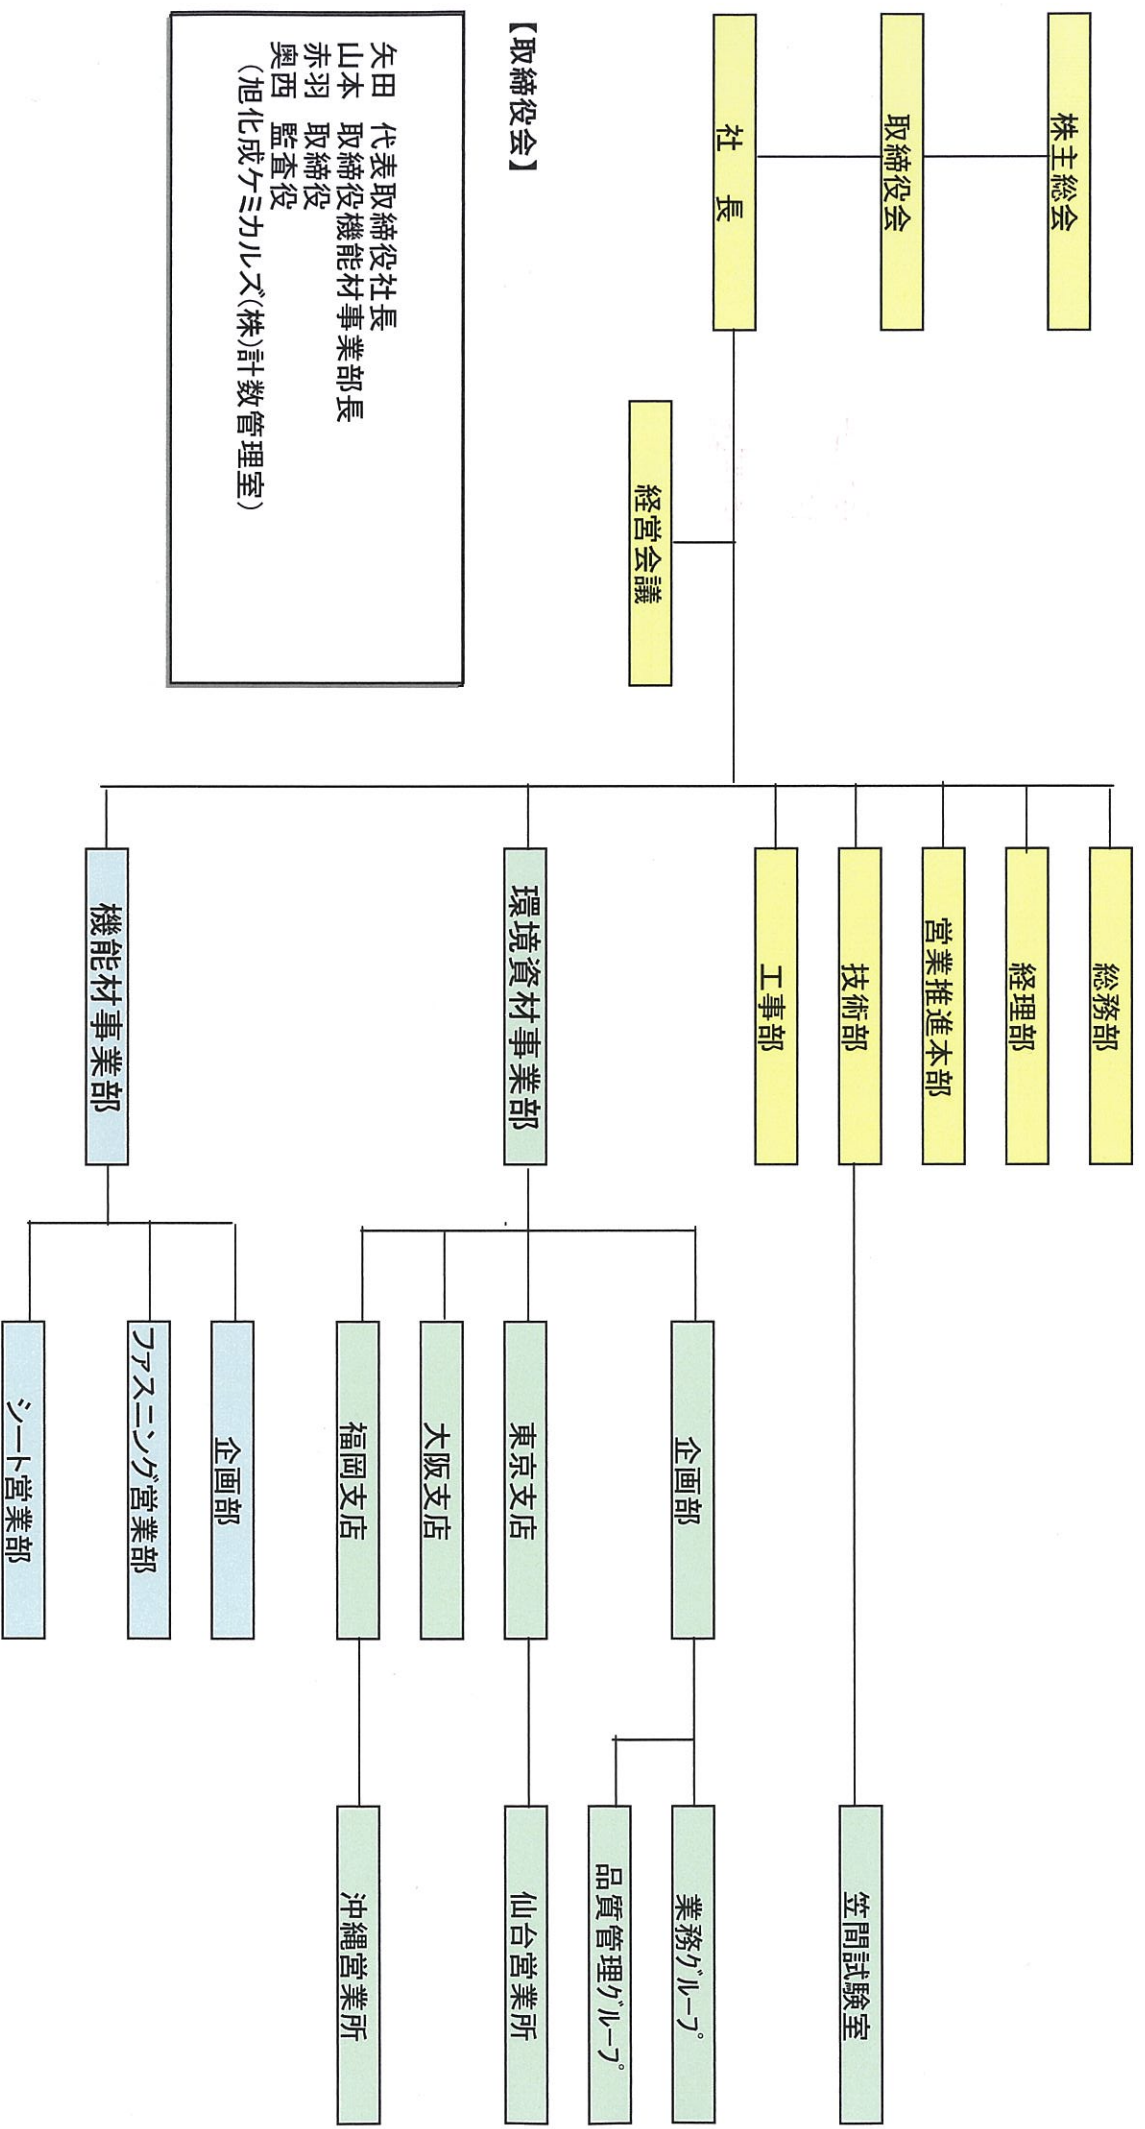 株主総会
取締役会
社　長
経営会議
総務部
経理部
営業推進本部
技術部
笠間試験室
工事部
環境資材事業部
企画部
業務グループ
品質管理グループ
東京支店
仙台営業所
大阪支店
福岡支店
沖縄営業所
機能材事業部
企画部
ファスニング営業部
シート営業部
【取締役会】
矢田　代表取締役社長
山本　取締役機能材事業部長
赤羽　取締役
奥西　監査役
（旭化成ケミカルズ(株)計数管理室）